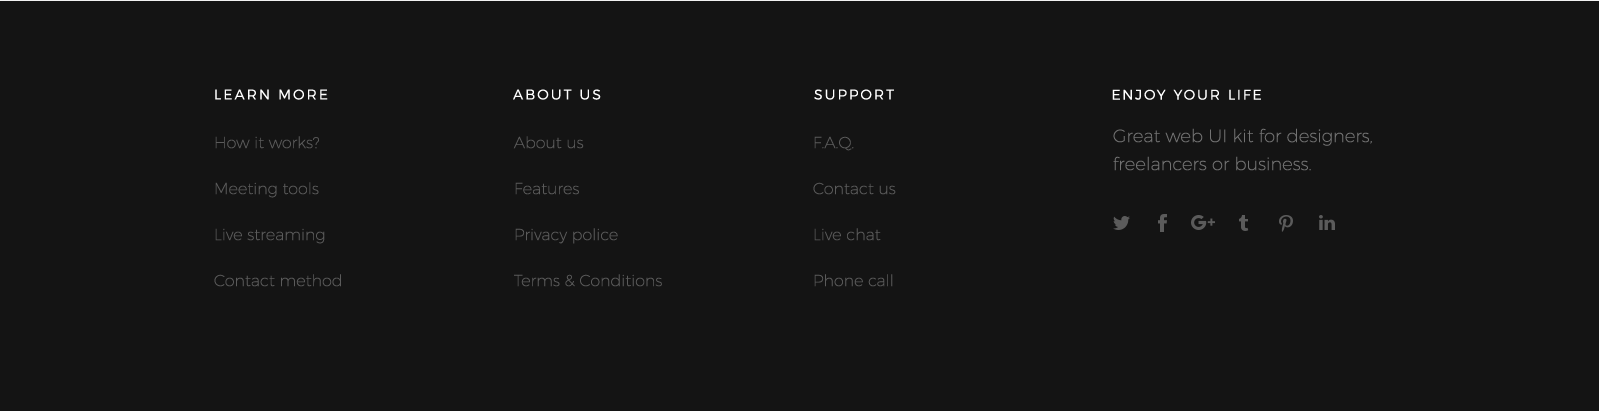 LEARN MORE
How it works?
Meeting tools
Live streaming
Contact method
ABOUT US
About us
Features
Privacy police
Terms & Conditions
SUPPORT
F.A.Q.
Contact us
Live chat
Phone call
ENJOY YOUR LIFE
Great web UI kit for designers,
freelancers or business.